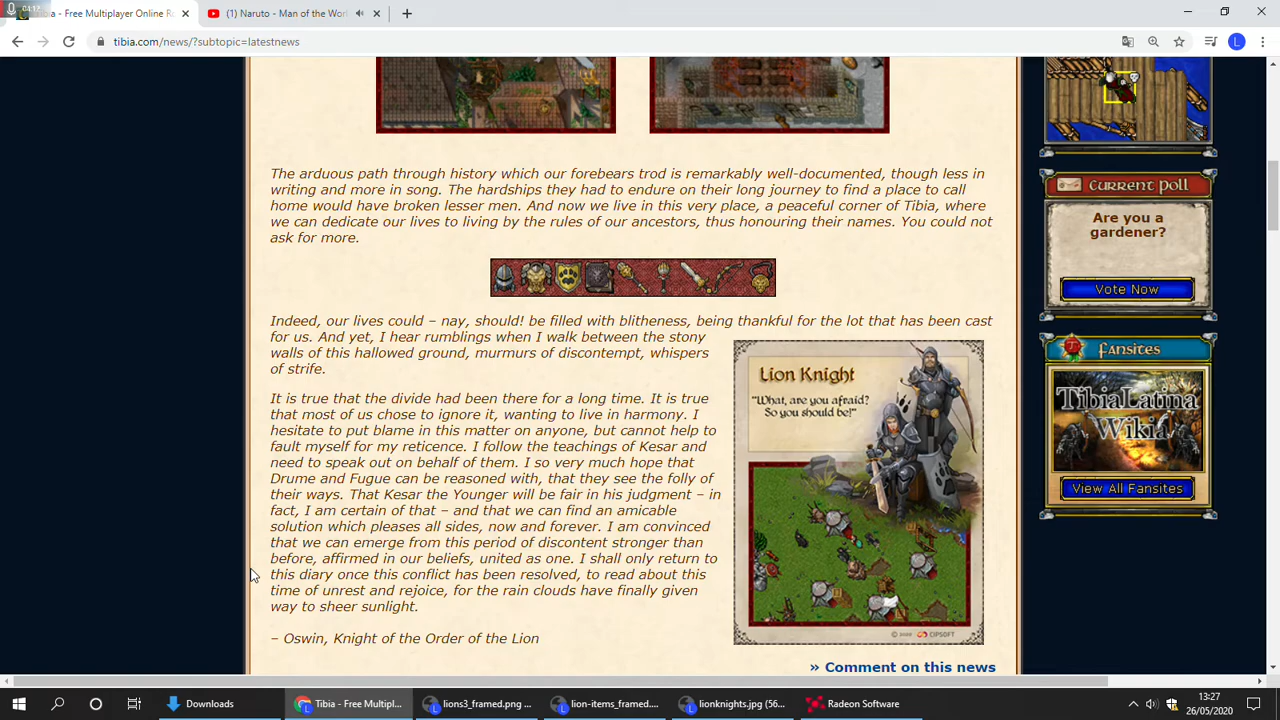 04:12
Tibia - Free Multiplayer Online Ro
(1) Naruto - Man of the Worl
tibia.com/news/?subtopic=latestnews
L
The arduous path through history which our forebears trod is remarkably well-documented, though less in
writing and more in song. The hardships they had to endure on their long journey to find a place to call
home would have broken lesser men. And now we live in this very place, a peaceful corner of Tibia, where
we can dedicate our lives to living by the rules of our ancestors, thus honouring their names. You could not
ask for more.
Indeed, our lives could – nay, should! be filled with blitheness, being thankful for the lot that has been cast
for us. And yet, I hear rumblings when I walk between the stony
walls of this hallowed ground, murmurs of discontempt, whispers
of strife.
It is true that the divide had been there for a long time. It is true
that most of us chose to ignore it, wanting to live in harmony. I
hesitate to put blame in this matter on anyone, but cannot help to
fault myself for my reticence. I follow the teachings of Kesar and
need to speak out on behalf of them. I so very much hope that
Drume and Fugue can be reasoned with, that they see the folly of
their ways. That Kesar the Younger will be fair in his judgment – in
fact, I am certain of that – and that we can find an amicable
solution which pleases all sides, now and forever. I am convinced
that we can emerge from this period of discontent stronger than
before, affirmed in our beliefs, united as one. I shall only return to
this diary once this conflict has been resolved, to read about this
time of unrest and rejoice, for the rain clouds have finally given
way to sheer sunlight.
– Oswin, Knight of the Order of the Lion
Lion Knight
"What, are you afraid?
So you should be!"
© 2020 CIPSOFT
» Comment on this news
Current Poll
Are you a
gardener?
Vote Now
Fansites
TibiaLatina
Wikia
View All Fansites
Downloads
Tibia - Free Multipl...
lions3_framed.png ...
lion-items_framed....
lionknights.jpg (56...
Radeon Software
13:27
26/05/2020